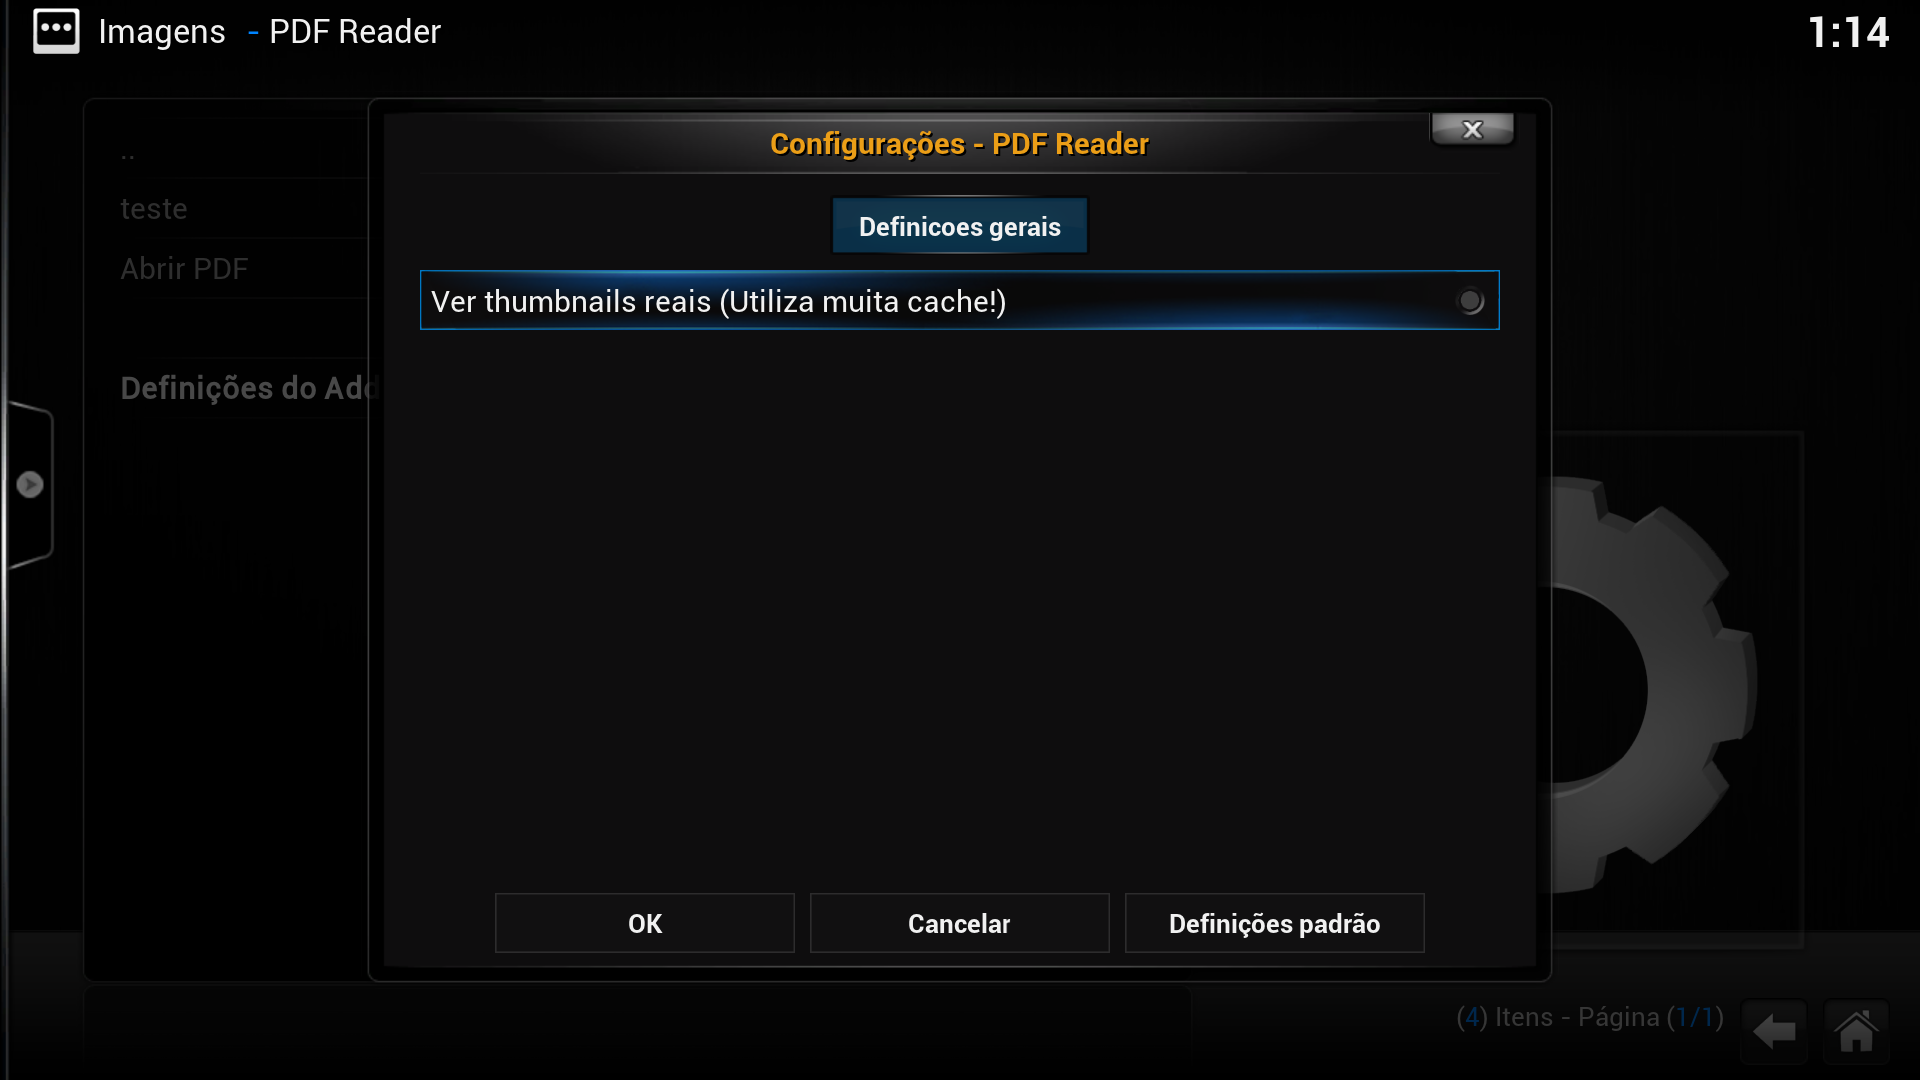 Imagens - PDF Reader
1:14
..
teste
Abrir PDF
Definições do Add
Configurações - PDF Reader
Definicoes gerais
Ver thumbnails reais (Utiliza muita cache!)
OK
Cancelar
Definições padrão
(4) Itens - Página (1/1)